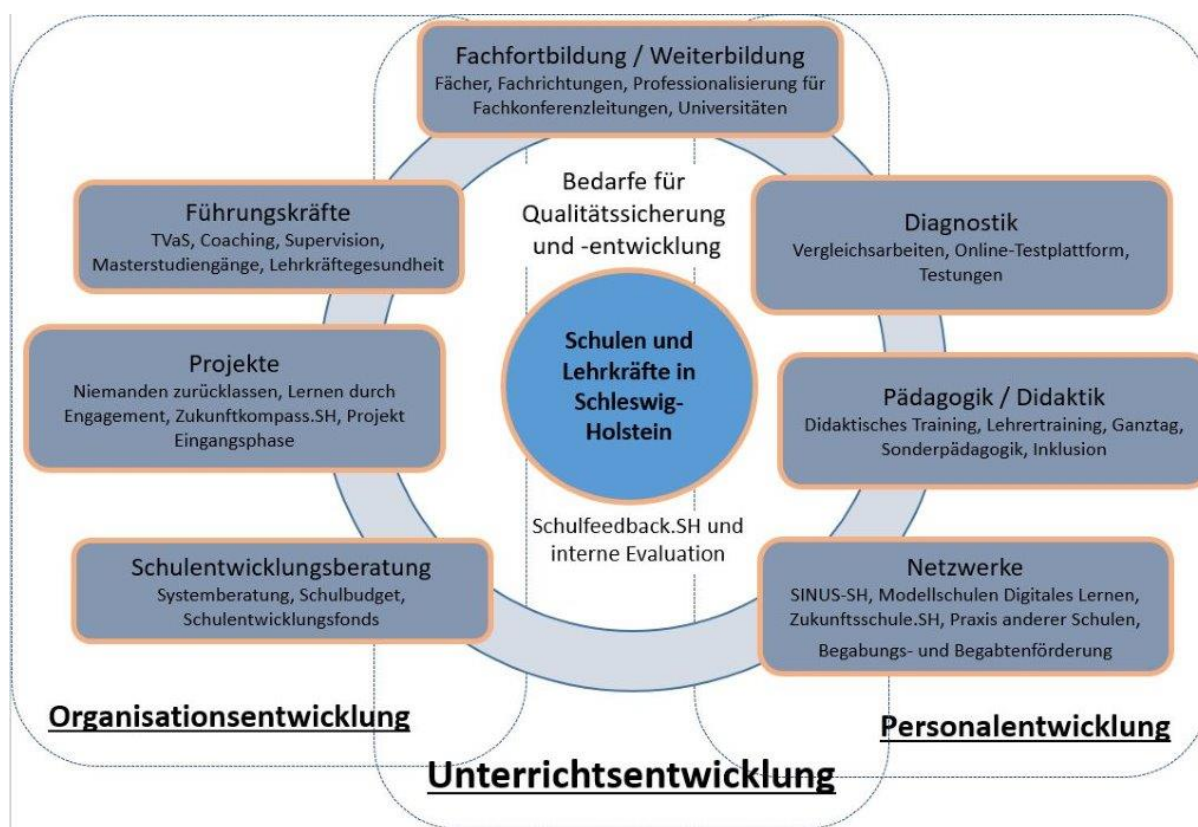 Fachfortbildung / Weiterbildung
Fächer, Fachrichtungen, Professionalisierung für
Fachkonferenzleitungen, Universitäten
Führungskräfte
TVaS, Coaching, Supervision,
Masterstudiengänge, Lehrkräftegesundheit
Bedarfe für
Qualitätssicherung
und -entwicklung
Diagnostik
Vergleichsarbeiten, Online-Testplattform,
Testungen
Projekte
Niemanden zurücklassen, Lernen durch
Engagement, Zukunftkompass.SH, Projekt
Eingangsphase
Schulen und
Lehrkräfte in
Schleswig-
Holstein
Pädagogik / Didaktik
Didaktisches Training, Lehrertraining, Ganztag,
Sonderpädagogik, Inklusion
Schulentwicklungsberatung
Systemberatung, Schulbudget,
Schulentwicklungsfonds
Schulfeedback.SH und
interne Evaluation
Netzwerke
SINUS-SH, Modellschulen Digitales Lernen,
Zukunftsschule.SH, Praxis anderer Schulen,
Begabungs- und Begabtenförderung
Organisationsentwicklung
Unterrichtsentwicklung
Personalentwicklung